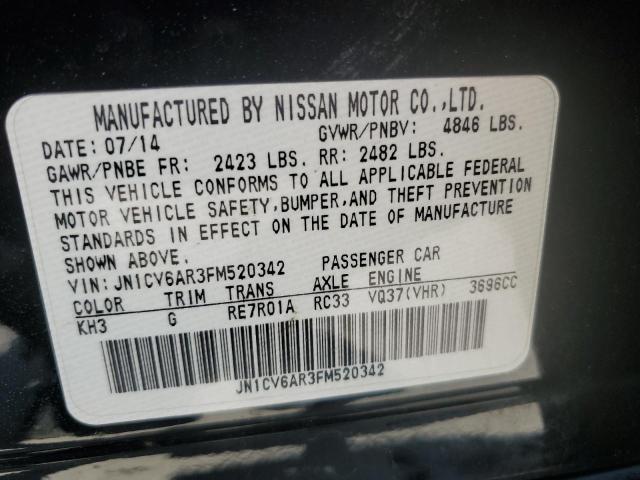 MANUFACTURED BY NISSAN MOTOR CO.,LTD.
DATE: 07/14 GVWR/PNBV: 4846 LBS.
GAWR/PNBE FR: 2423 LBS. RR: 2482 LBS.
THIS VEHICLE CONFORMS TO ALL APPLICABLE FEDERAL
MOTOR VEHICLE SAFETY,BUMPER,AND THEFT PREVENTION
STANDARDS IN EFFECT ON THE DATE OF MANUFACTURE
SHOWN ABOVE.
VIN: JN1CV6AR3FM520342 PASSENGER CAR
COLOR TRIM TRANS AXLE ENGINE
KH3 G RE7R01A RC33 VQ37(VHR) 3696CC
JN1CV6AR3FM520342